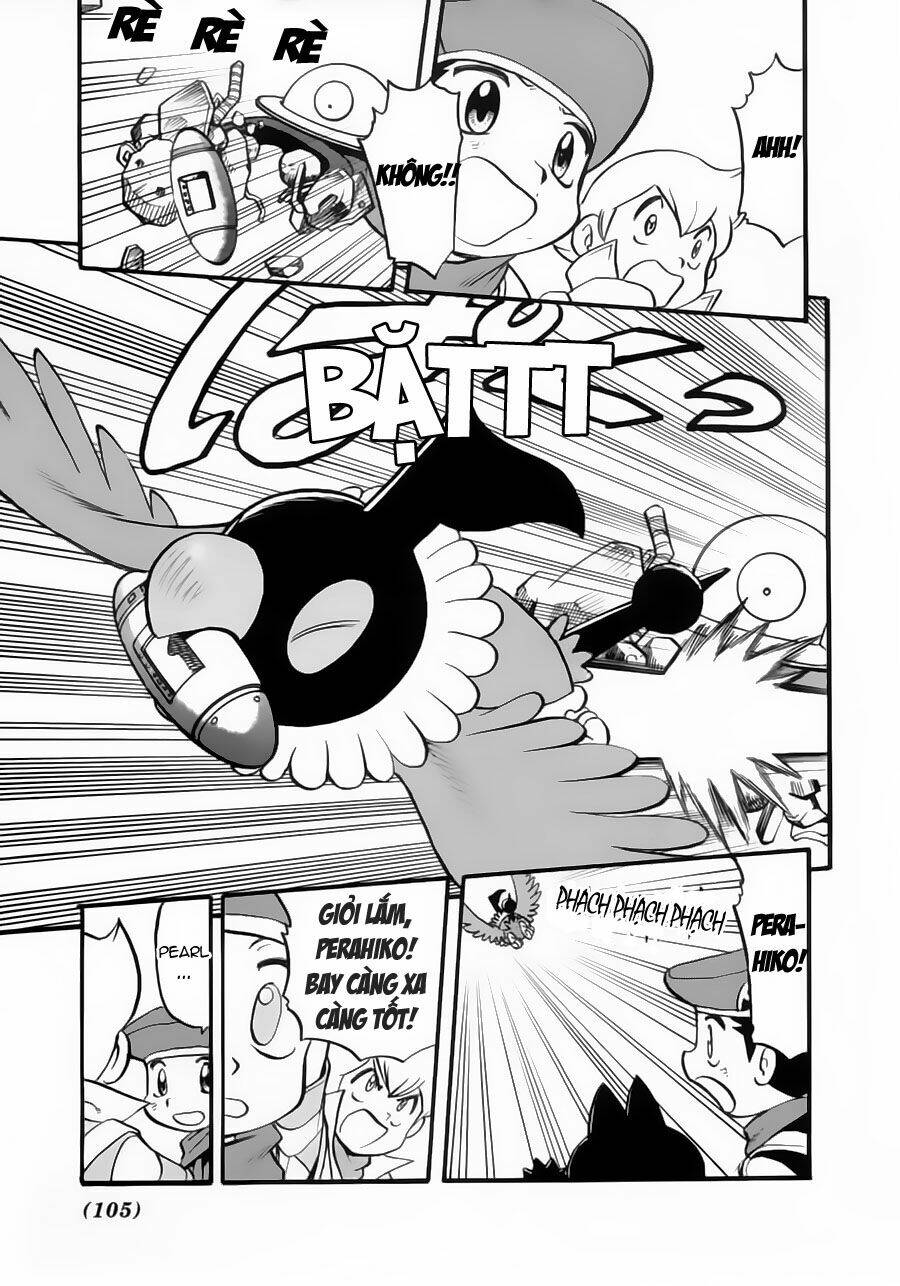 AHH!
KHÔNG!!
RÈ RÈ RÈ
BẶTTT
PERA-
HIKO!
PHẠCH PHẠCH PHẠCH
GIỎI LẮM,
PERAHIKO!
BAY CÀNG XA
CÀNG TỐT!
PEARL
...
(105)